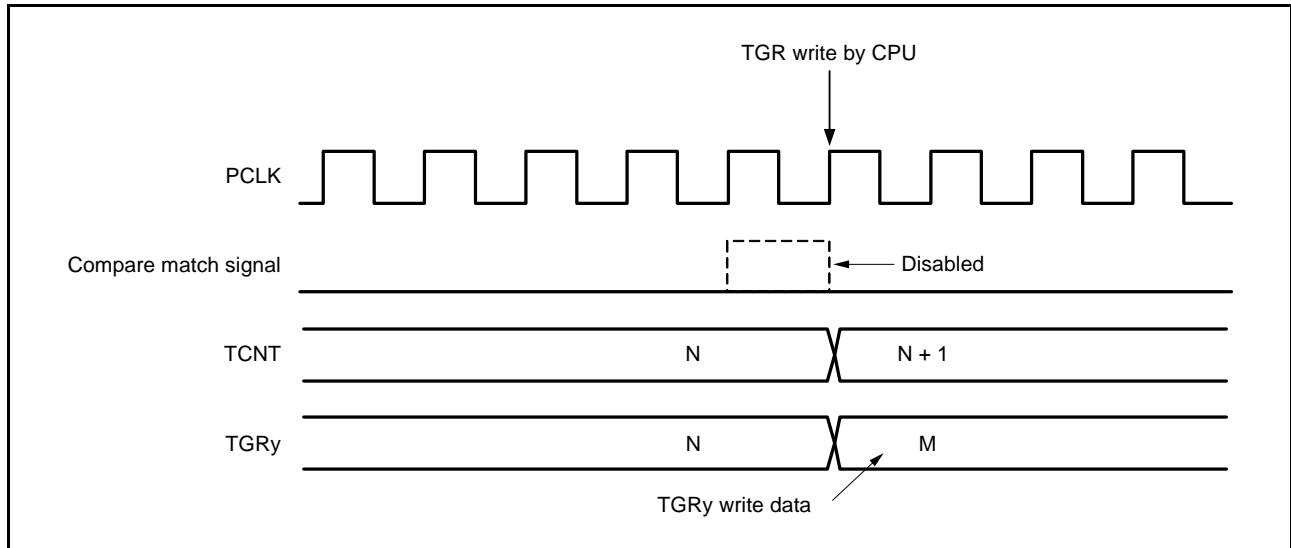 TGR write by CPU
PCLK
Compare match signal
Disabled
TCNT
N
N + 1
TGRy
N
M
TGRy write data